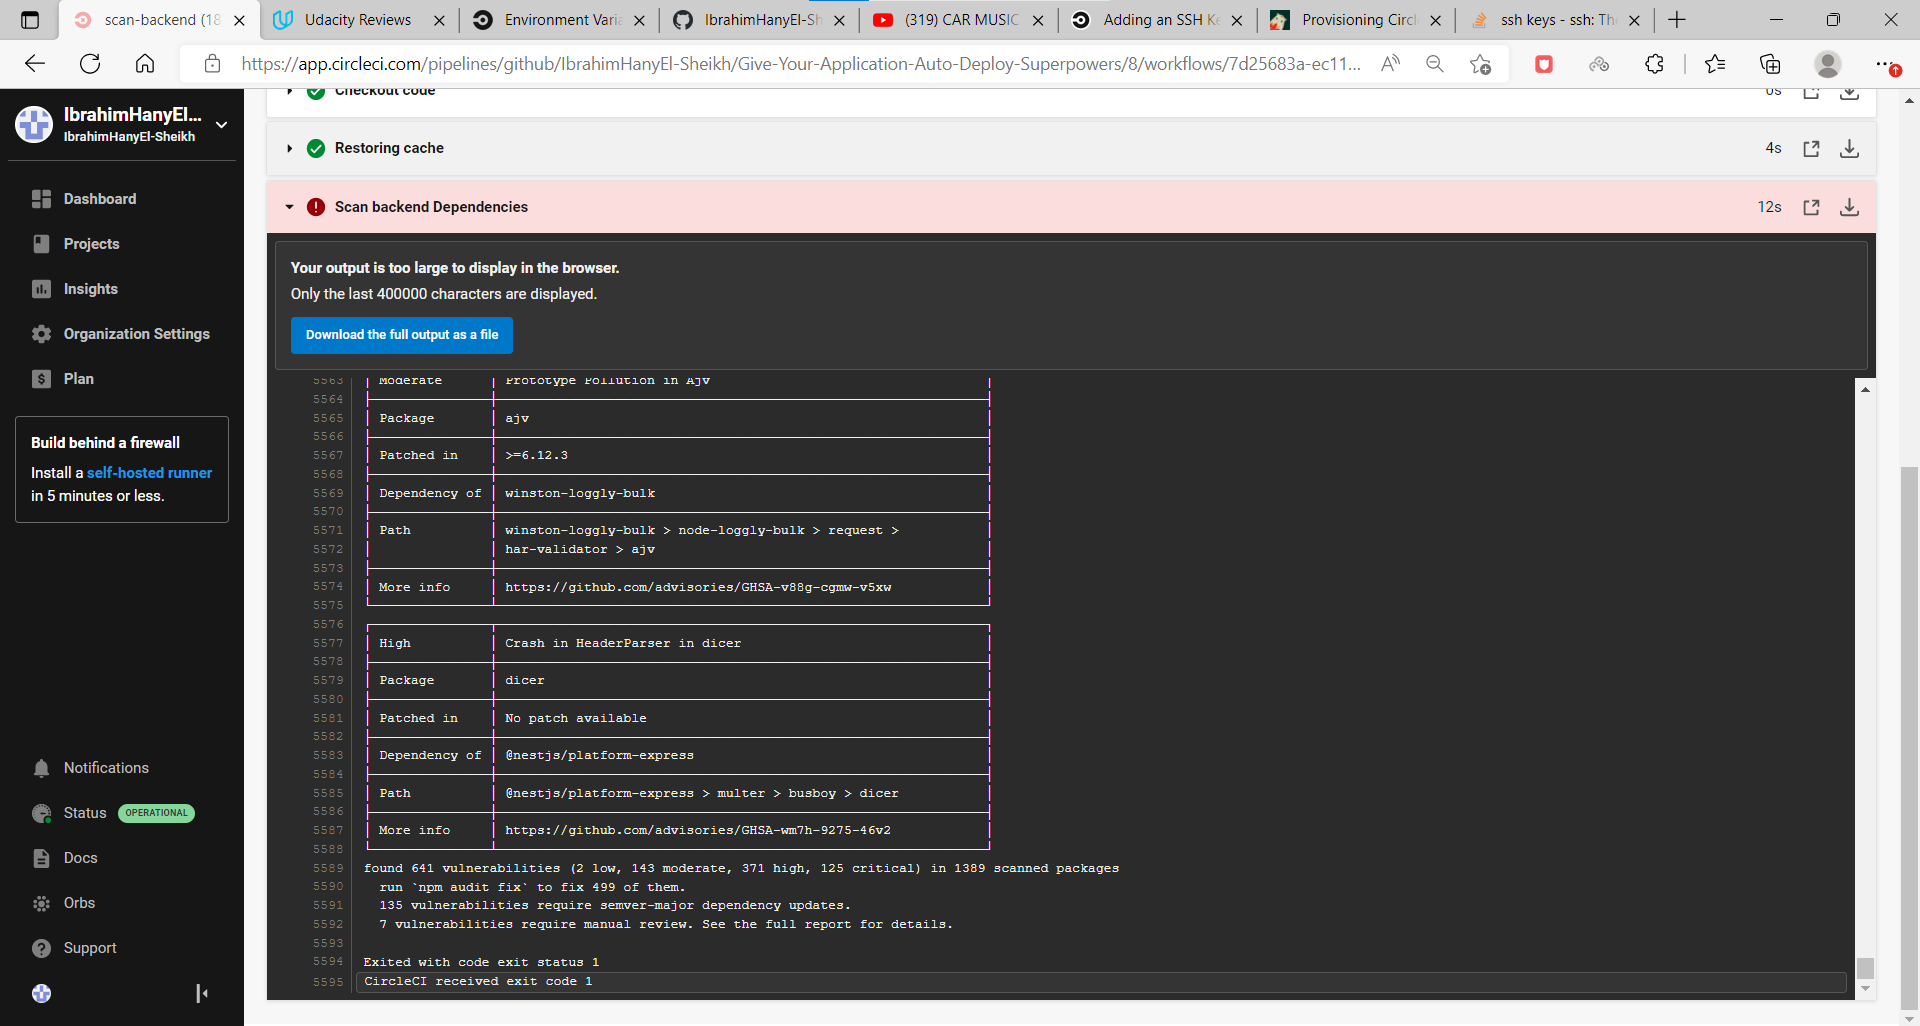 scan-backend (18
Udacity Reviews
Environment Varia
IbrahimHanyEl-Sh
(319) CAR MUSIC
Adding an SSH Ke
Provisioning Circl
ssh keys - ssh: The
https://app.circleci.com/pipelines/github/IbrahimHanyEl-Sheikh/Give-Your-Application-Auto-Deploy-Superpowers/8/workflows/7d25683a-ec11...
IbrahimHanyEl...
IbrahimHanyEl-Sheikh
Dashboard
Projects
Insights
Organization Settings
Plan
Build behind a firewall
Install a self-hosted runner
in 5 minutes or less.
Notifications
Status OPERATIONAL
Docs
Orbs
Support
Checkout code 0s
Restoring cache 4s
Scan backend Dependencies 12s
Your output is too large to display in the browser.
Only the last 400000 characters are displayed.
Download the full output as a file
5563 Moderate Prototype Pollution in Ajv
5564
5565 Package ajv
5566
5567 Patched in >=6.12.3
5568
5569 Dependency of winston-loggly-bulk
5570
5571 Path winston-loggly-bulk > node-loggly-bulk > request >
5572 har-validator > ajv
5573
5574 More info https://github.com/advisories/GHSA-v88g-cgmw-v5xw
5575
5576
5577 High Crash in HeaderParser in dicer
5578
5579 Package dicer
5580
5581 Patched in No patch available
5582
5583 Dependency of @nestjs/platform-express
5584
5585 Path @nestjs/platform-express > multer > busboy > dicer
5586
5587 More info https://github.com/advisories/GHSA-wm7h-9275-46v2
5588
5589 found 641 vulnerabilities (2 low, 143 moderate, 371 high, 125 critical) in 1389 scanned packages
5590 run `npm audit fix` to fix 499 of them.
5591 135 vulnerabilities require semver-major dependency updates.
5592 7 vulnerabilities require manual review. See the full report for details.
5593
5594 Exited with code exit status 1
5595 CircleCI received exit code 1